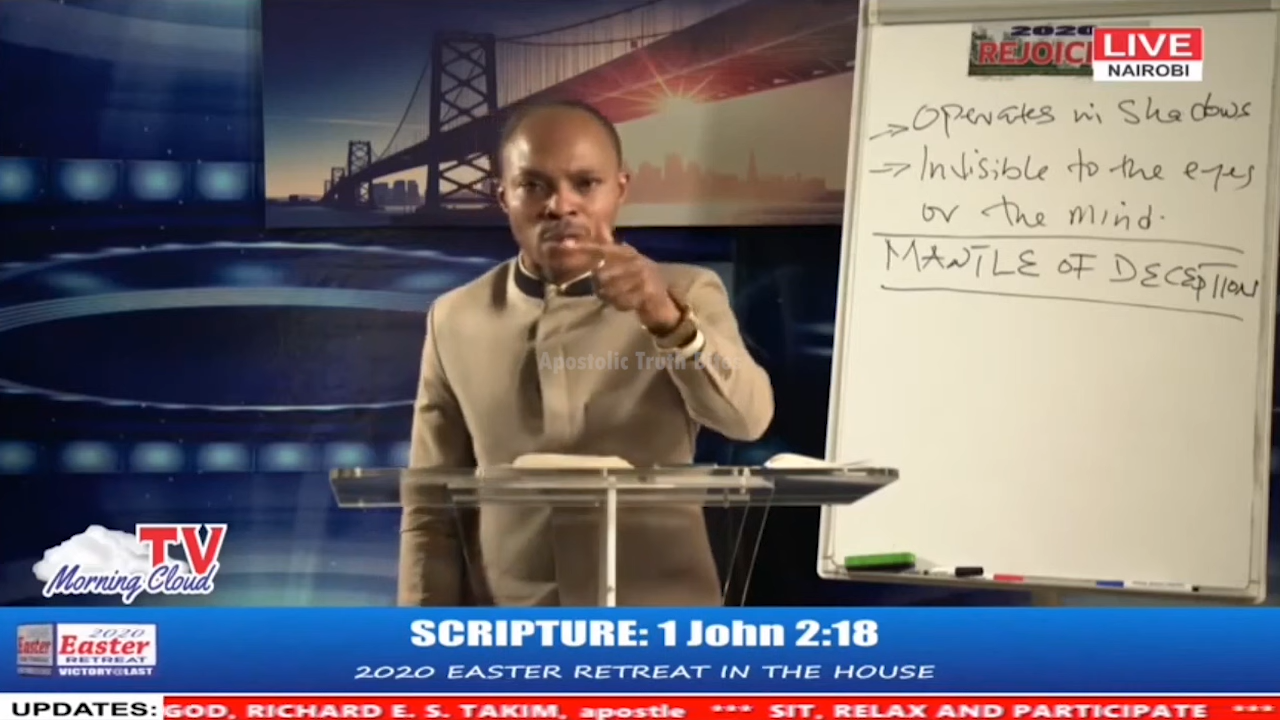 2020
REJOICI
LIVE
NAIROBI
→ Operates in Shadows
→ Invisible to the eyes
or the mind.
MANTLE OF DECEPTION
Apostolic Truth Bites
TV
Morning Cloud
SCRIPTURE: 1 John 2:18
2020 EASTER RETREAT IN THE HOUSE
Easter
2020
Easter
RETREAT
VICTORY@LAST
UPDATES: GOD, RICHARD E. S. TAKIM, apostle *** SIT, RELAX AND PARTICIPATE ***